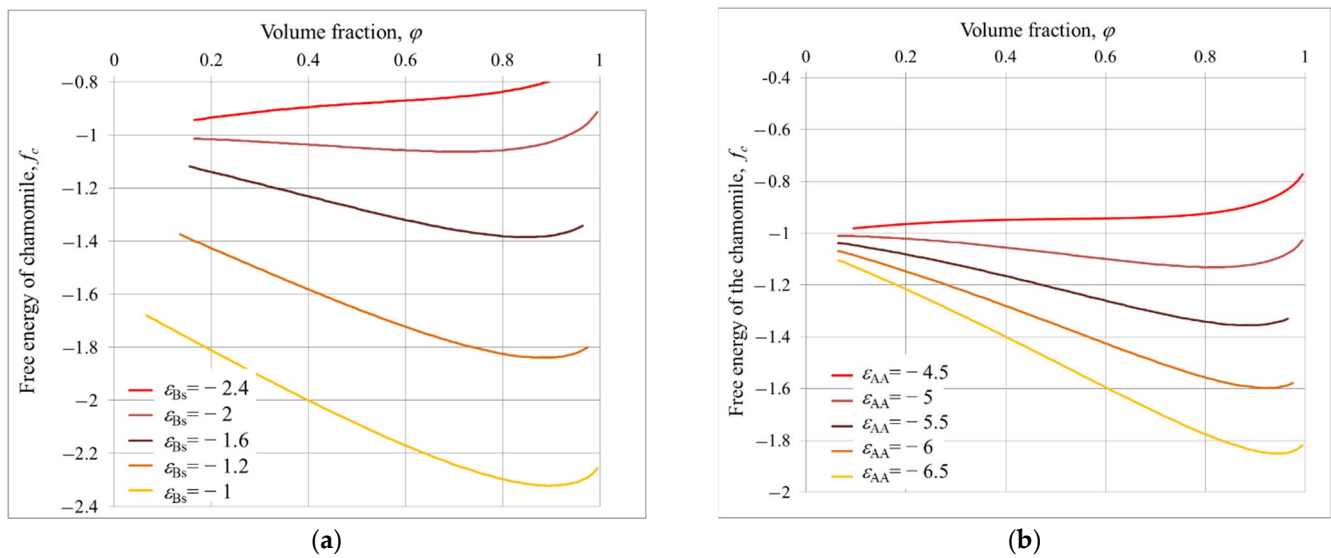 Volume fraction, φ
0 0.2 0.4 0.6 0.8 1
−0.8
−1
−1.2
−1.4
−1.6
−1.8
−2
−2.2
−2.4
Free energy of chamomile, fc
εBs= − 2.4
εBs= − 2
εBs= − 1.6
εBs= − 1.2
εBs= − 1
(a)
Volume fraction, φ
0 0.2 0.4 0.6 0.8 1
-0.4
−0.6
−0.8
−1
−1.2
−1.4
−1.6
−1.8
−2
Free energy of the chamomile, fc
εAA= − 4.5
εAA= − 5
εAA= − 5.5
εAA= − 6
εAA= − 6.5
(b)